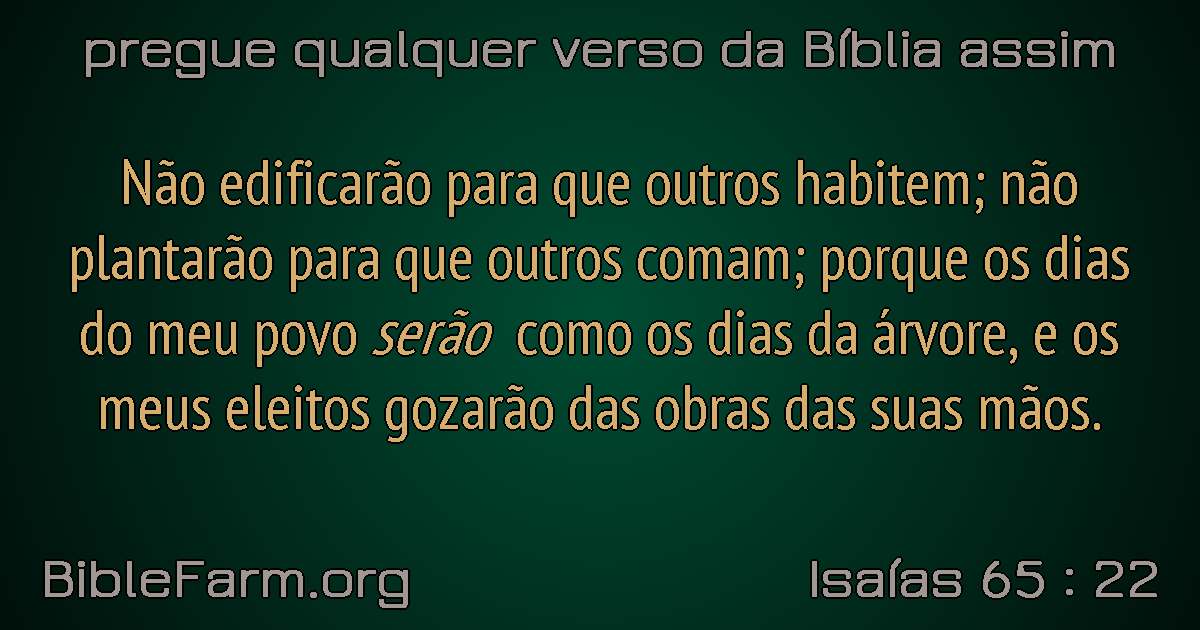 pregue qualquer verso da Bíblia assim
Não edificarão para que outros habitem; não
plantarão para que outros comam; porque os dias
do meu povo serão como os dias da árvore, e os
meus eleitos gozarão das obras das suas mãos.
BibleFarm.org
Isaías 65 : 22